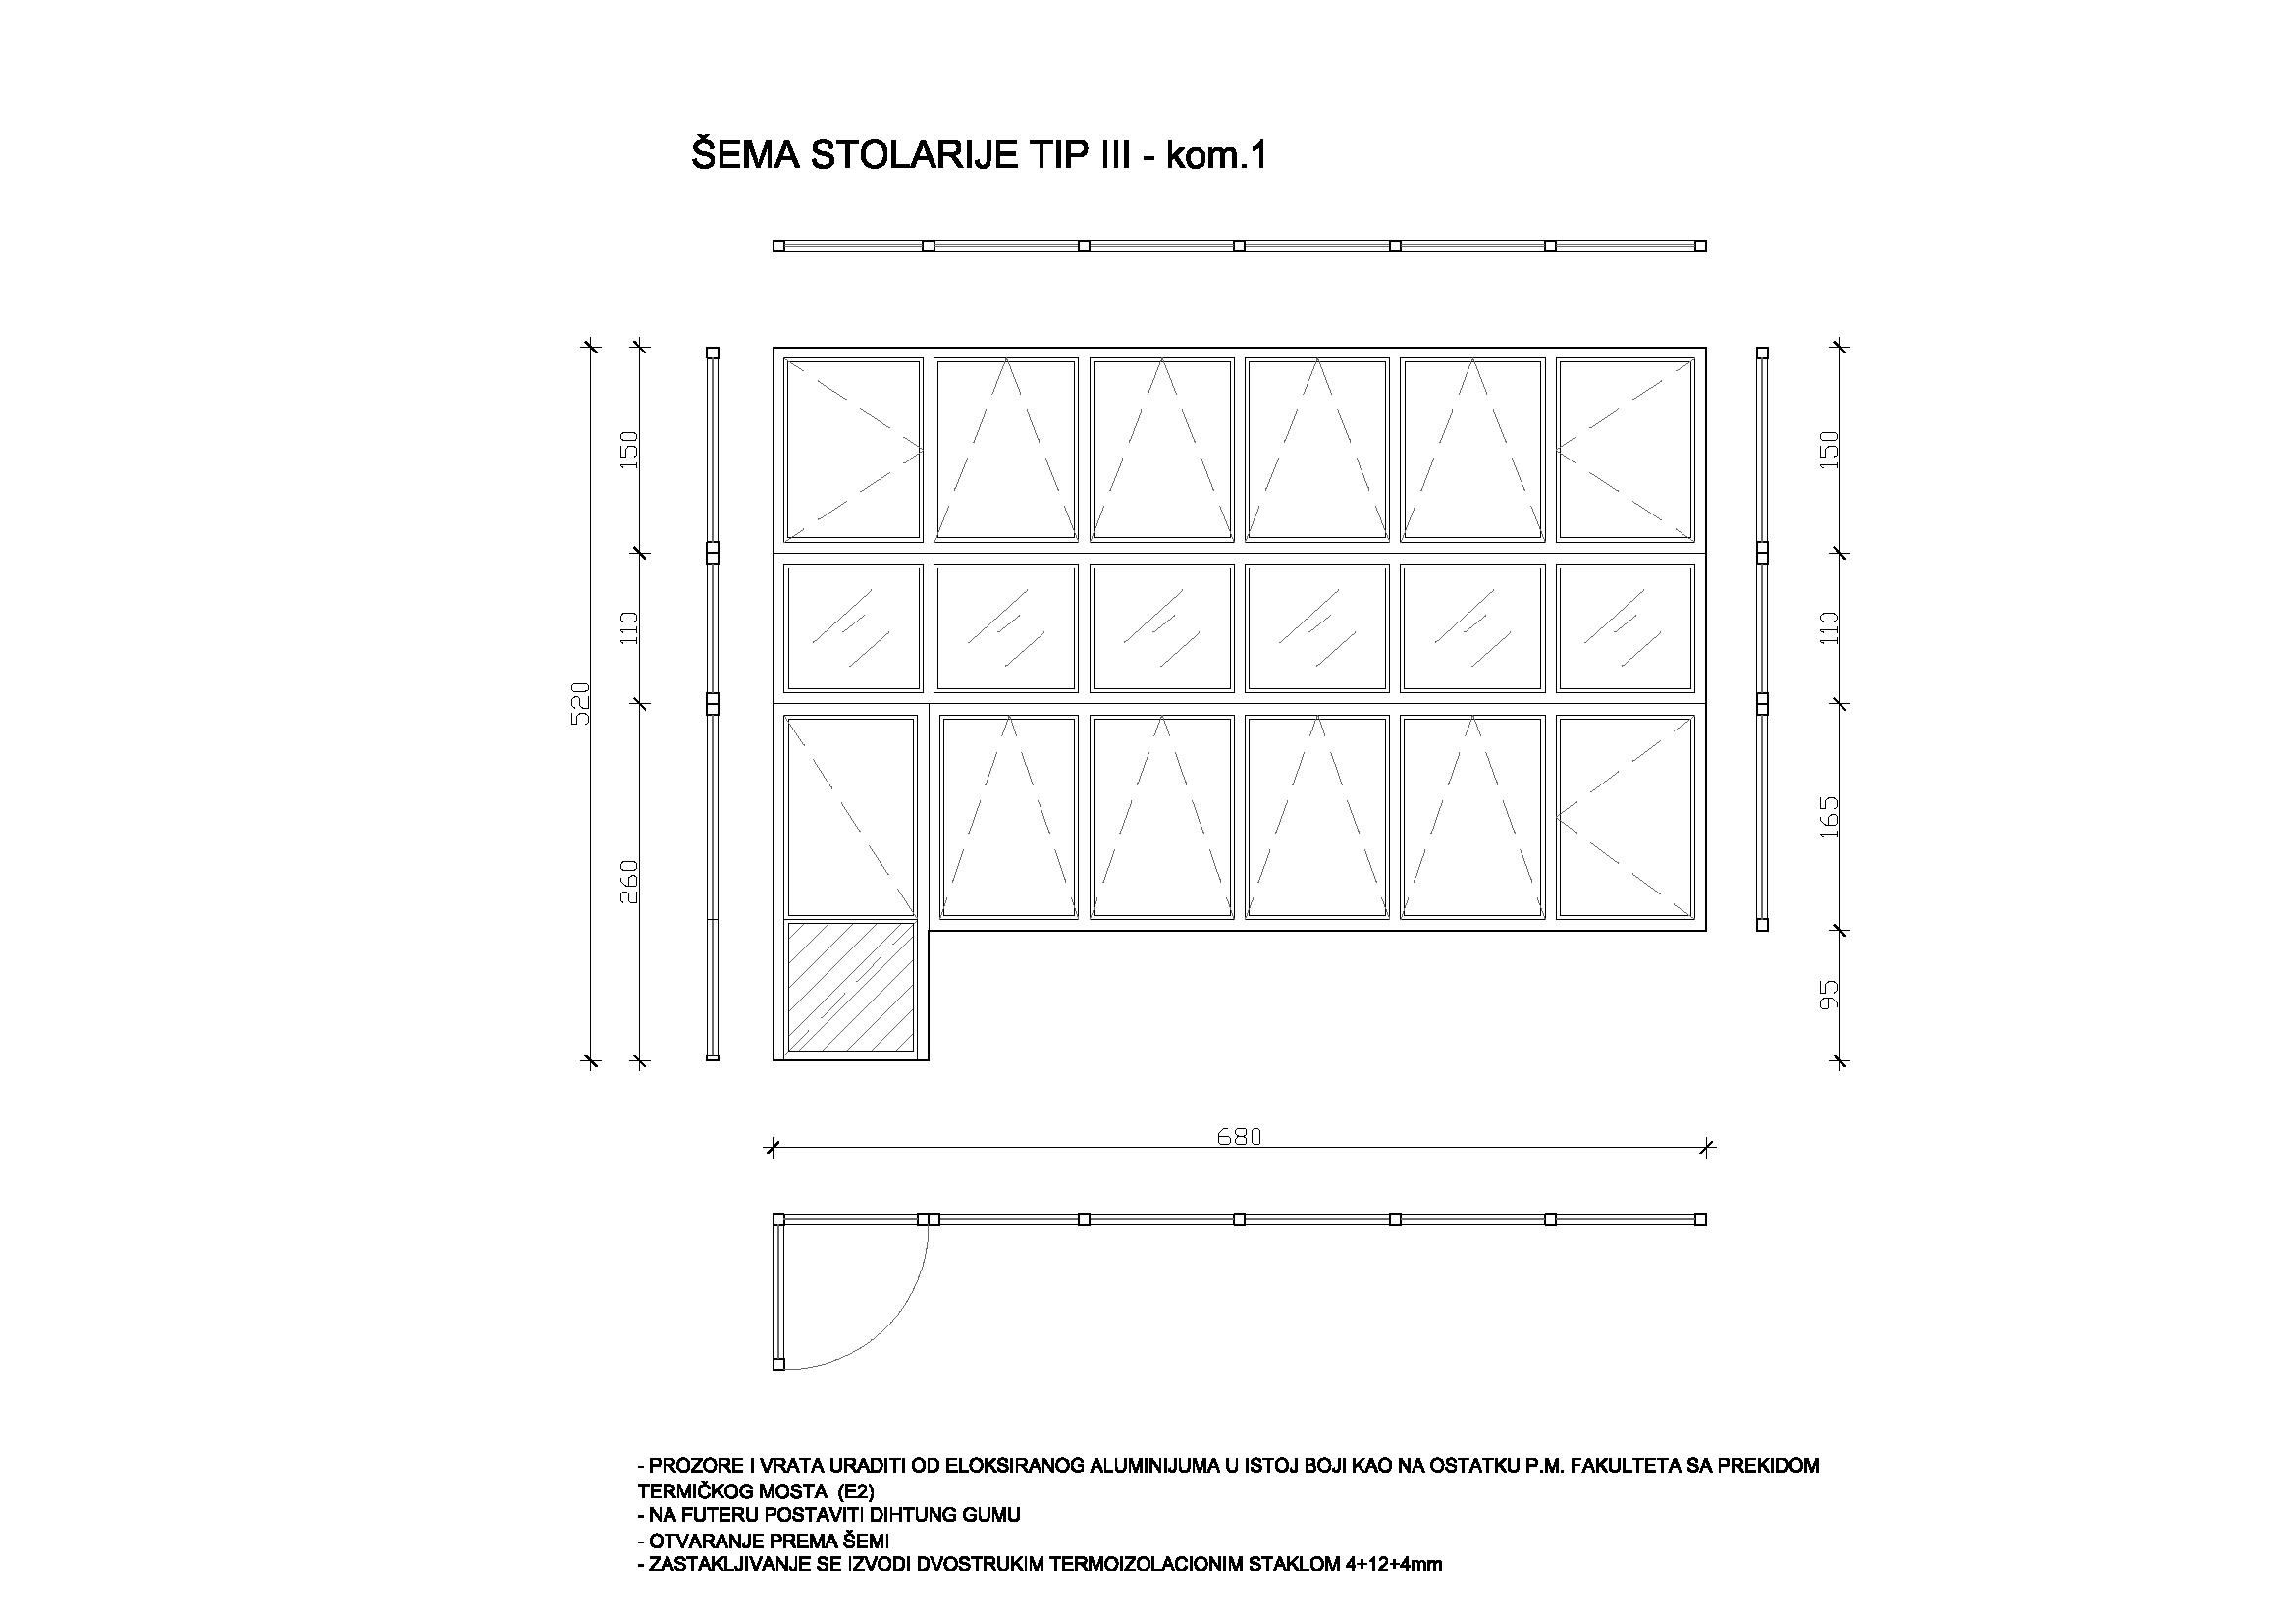 ŠEMA STOLARIJE TIP III - kom.1
150
110
260
520
150
110
165
95
680
- PROZORE I VRATA URADITI OD ELOKSIRANOG ALUMINIJUMA U ISTOJ BOJI KAO NA OSTATKU P.M. FAKULTETA SA PREKIDOM
TERMIČKOG MOSTA (E2)
- NA FUTERU POSTAVITI DIHTUNG GUMU
- OTVARANJE PREMA ŠEMI
- ZASTAKLJIVANJE SE IZVODI DVOSTRUKIM TERMOIZOLACIONIM STAKLOM 4+12+4mm